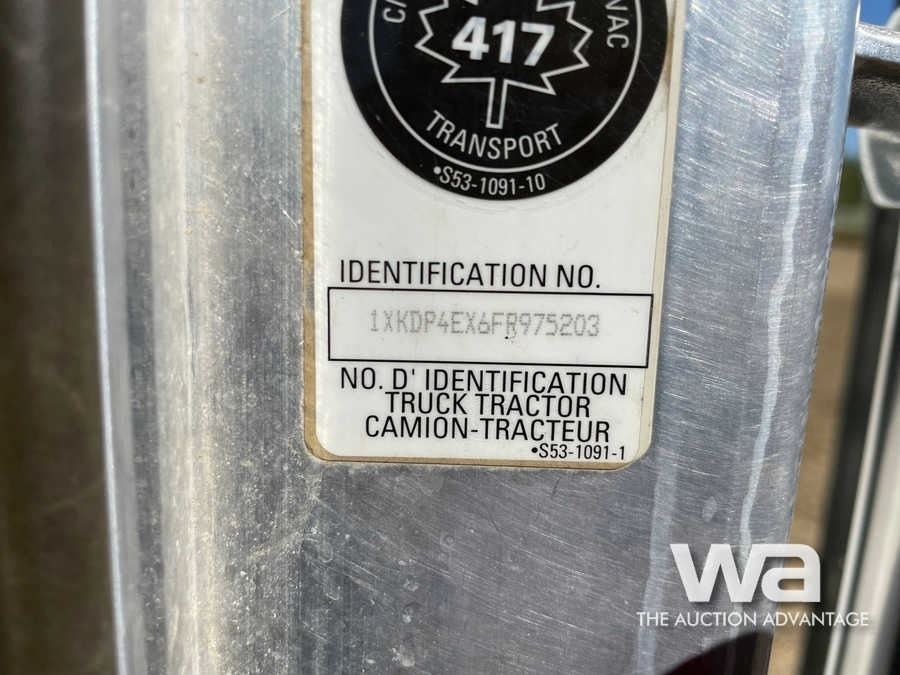 417
VAC
TRANSPORT
•S53-1091-10
IDENTIFICATION NO.
1XKDP4EX6FR975203
NO. D' IDENTIFICATION
TRUCK TRACTOR
CAMION-TRACTEUR
•S53-1091-1
wa
THE AUCTION ADVANTAGE